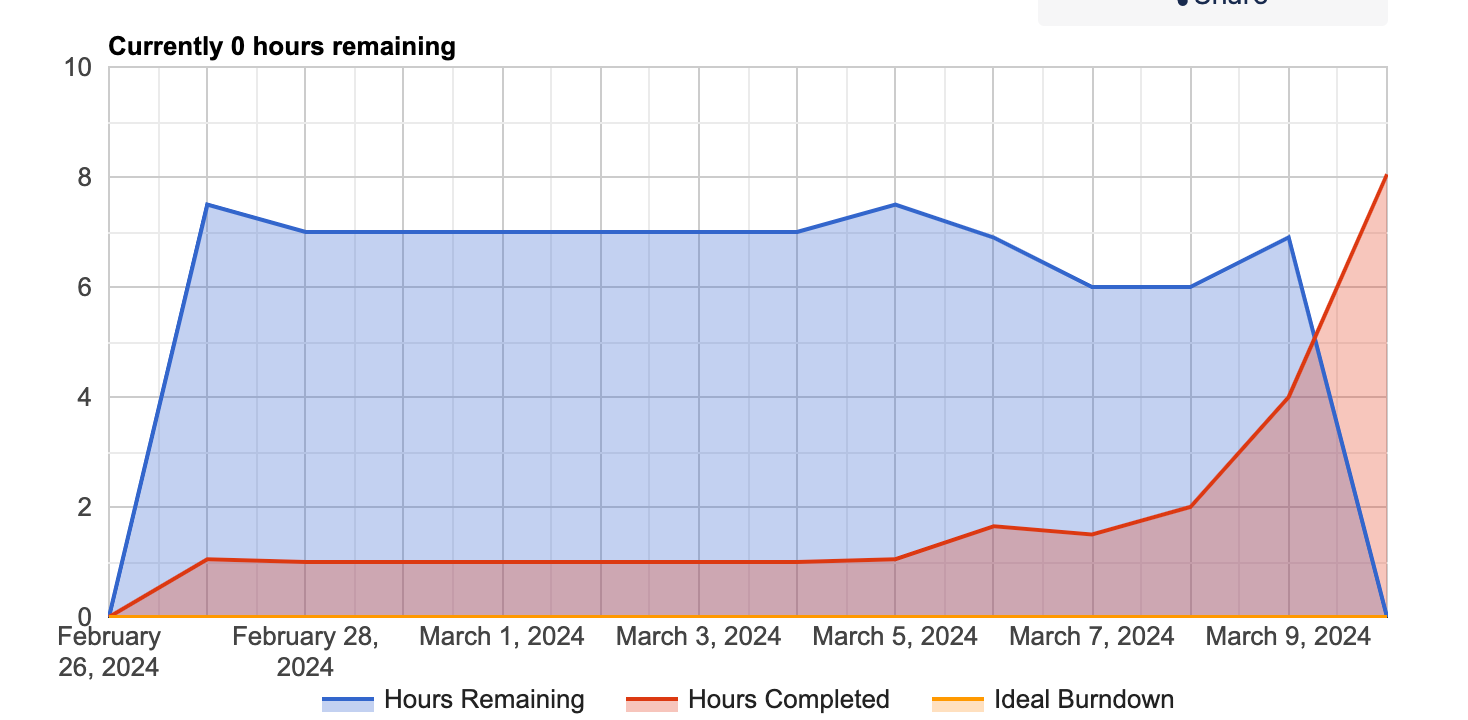 Share
Currently 0 hours remaining
10
8
6
4
2
0
February
26, 2024
February 28,
2024
March 1, 2024
March 3, 2024
March 5, 2024
March 7, 2024
March 9, 2024
Hours Remaining
Hours Completed
Ideal Burndown